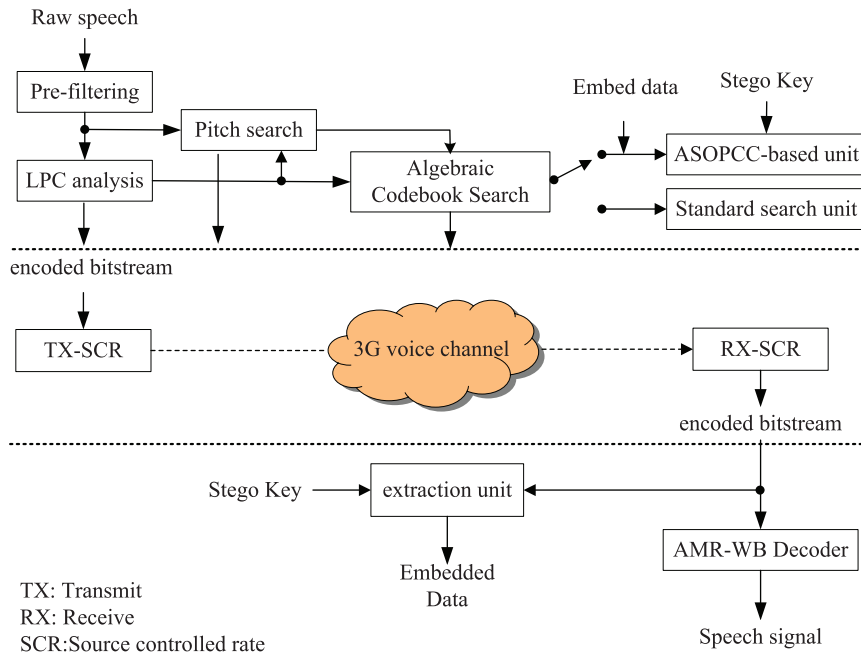 Raw speech
Pre-filtering
Pitch search
LPC analysis
Algebraic
Codebook Search
Embed data
Stego Key
ASOPCC-based unit
Standard search unit
encoded bitstream
TX-SCR
3G voice channel
RX-SCR
encoded bitstream
Stego Key
extraction unit
Embedded
Data
AMR-WB Decoder
Speech signal
TX: Transmit
RX: Receive
SCR:Source controlled rate